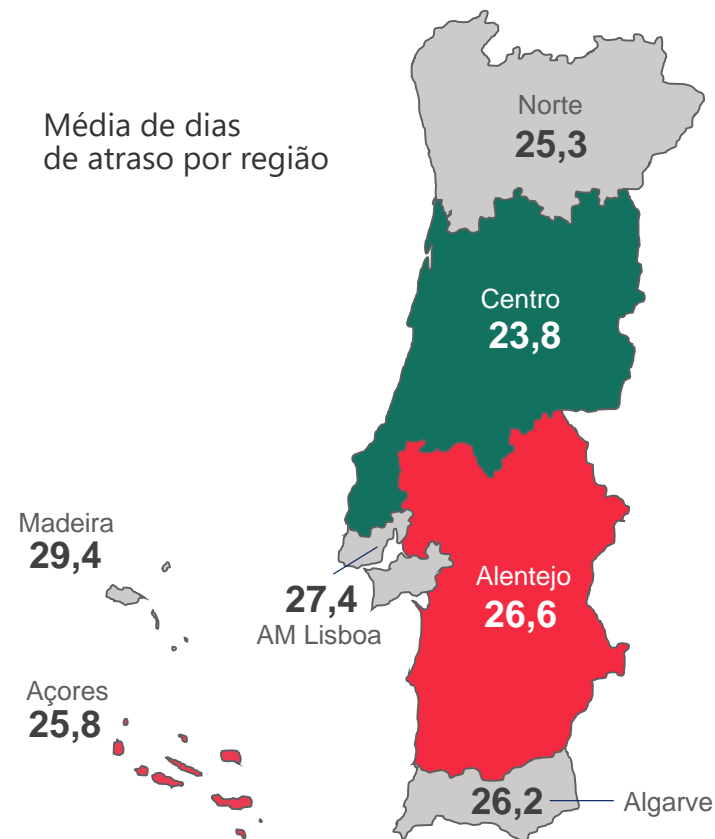 Média de dias
de atraso por região
Norte
25,3
Centro
23,8
Madeira
29,4
27,4
AM Lisboa
Alentejo
26,6
Açores
25,8
26,2
Algarve